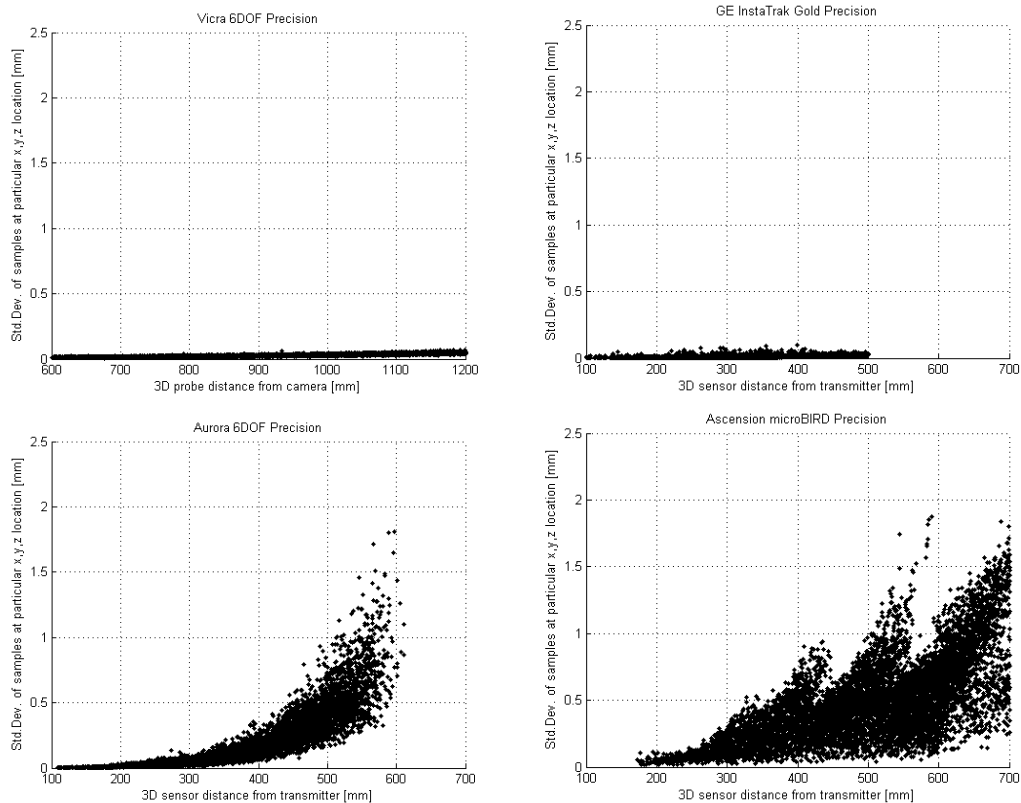 Vicra 6DOF Precision
Std.Dev. of samples at particular x,y,z location [mm]
2.5
2
1.5
1
0.5
0
600 700 800 900 1000 1100 1200
3D probe distance from camera [mm]
GE InstaTrak Gold Precision
Std.Dev. of samples at particular x,y,z location [mm]
2.5
2
1.5
1
0.5
0
100 200 300 400 500 600 700
3D sensor distance from transmitter [mm]
Aurora 6DOF Precision
Std.Dev. of samples at particular x,y,z location [mm]
2.5
2
1.5
1
0.5
0
100 200 300 400 500 600 700
3D sensor distance from transmitter [mm]
Ascension microBIRD Precision
Std.Dev. of samples at particular x,y,z location [mm]
2.5
2
1.5
1
0.5
0
100 200 300 400 500 600 700
3D sensor distance from transmitter [mm]